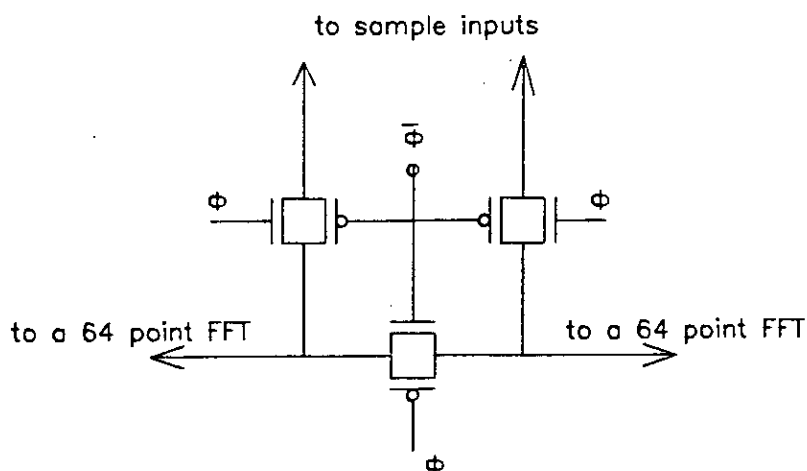 to sample inputs
Φ̅
Φ
Φ
to a 64 point FFT
to a 64 point FFT
Φ